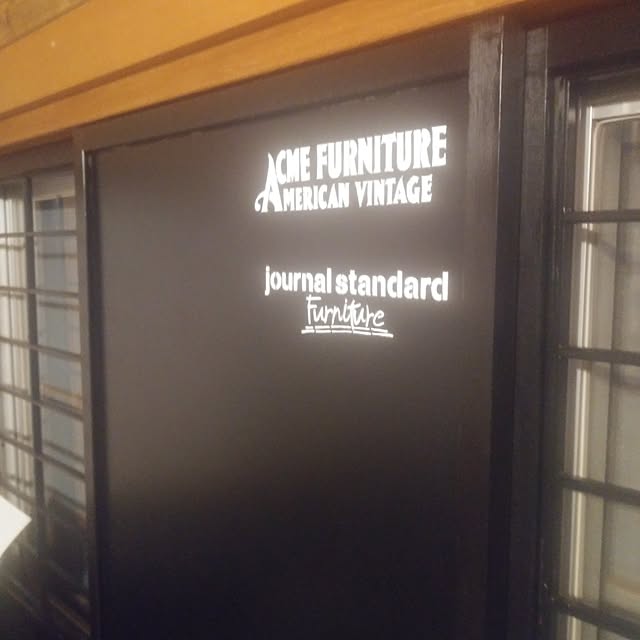 ACME FURNITURE
AMERICAN VINTAGE
journal standard
Furniture